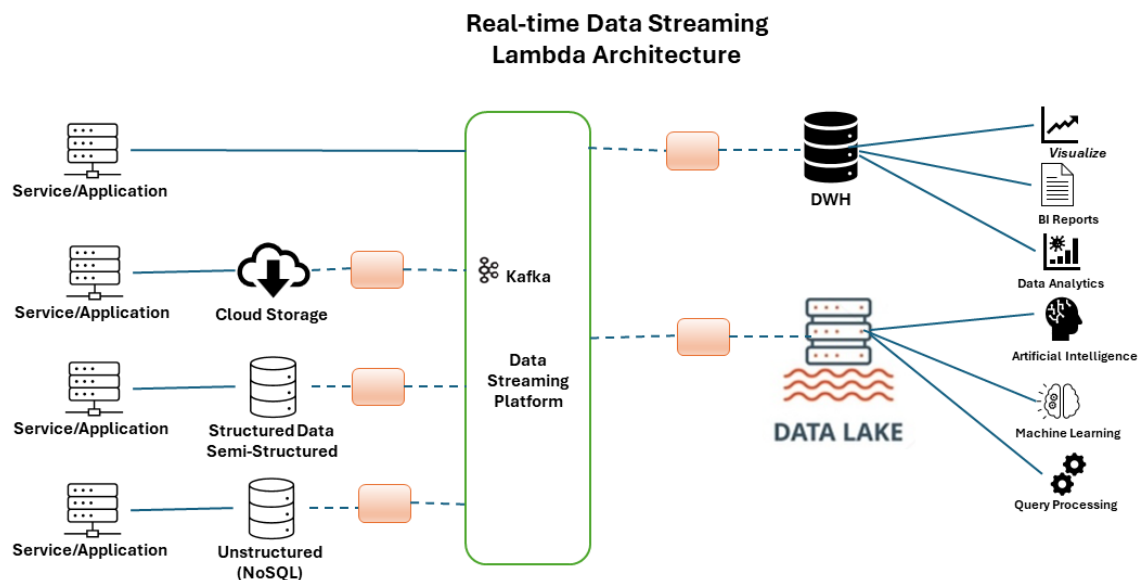 Real-time Data Streaming
Lambda Architecture
Service/Application
Service/Application
Cloud Storage
Service/Application
Structured Data
Semi-Structured
Service/Application
Unstructured
(NoSQL)
Kafka
Data
Streaming
Platform
DWH
DATA LAKE
Visualize
BI Reports
Data Analytics
Artificial Intelligence
Machine Learning
Query Processing